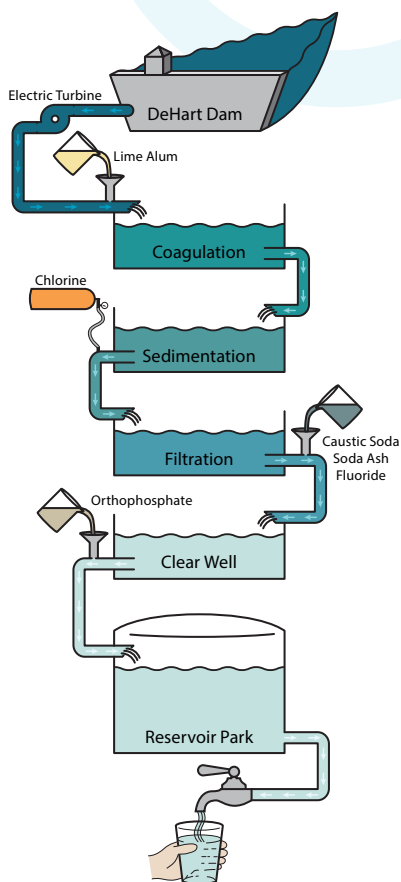 DeHart Dam
Electric Turbine
Lime Alum
Coagulation
Chlorine
Sedimentation
Filtration
Caustic Soda
Soda Ash
Fluoride
Orthophosphate
Clear Well
Reservoir Park